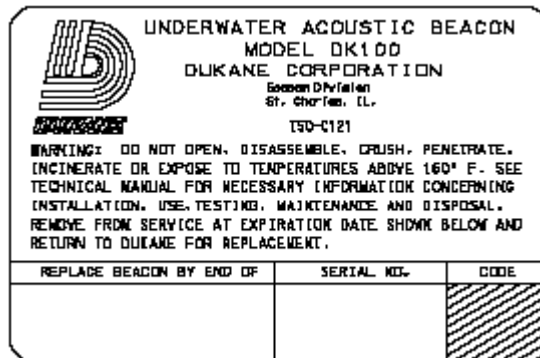 UNDERWATER ACOUSTIC BEACON
MODEL DK100
DUKANE CORPORATION
Seacom Division
St. Charles, IL.
DUKANE
TSO-C121
WARNING: DO NOT OPEN, DISASSEMBLE, CRUSH, PENETRATE,
INCINERATE OR EXPOSE TO TEMPERATURES ABOVE 160° F. SEE
TECHNICAL MANUAL FOR NECESSARY INFORMATION CONCERNING
INSTALLATION, USE, TESTING, MAINTENANCE AND DISPOSAL.
REMOVE FROM SERVICE AT EXPIRATION DATE SHOWN BELOW AND
RETURN TO DUKANE FOR REPLACEMENT.
REPLACE BEACON BY END OF
SERIAL NO.
CODE